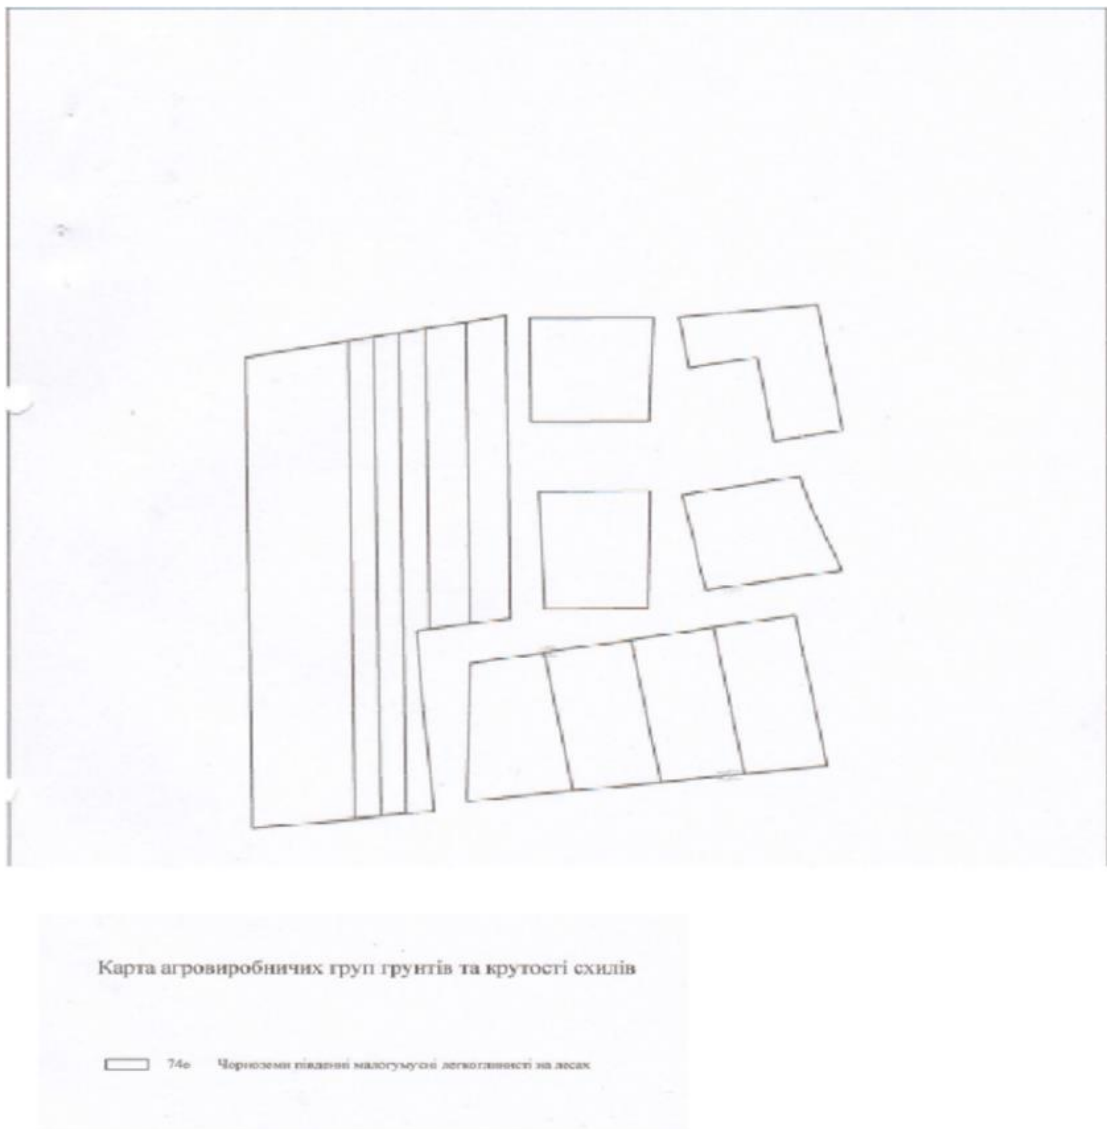 Карта агровиробничих груп грунтів та крутості схилів
74е Чорноземи південні малогумусні легкоглинисті на лесах